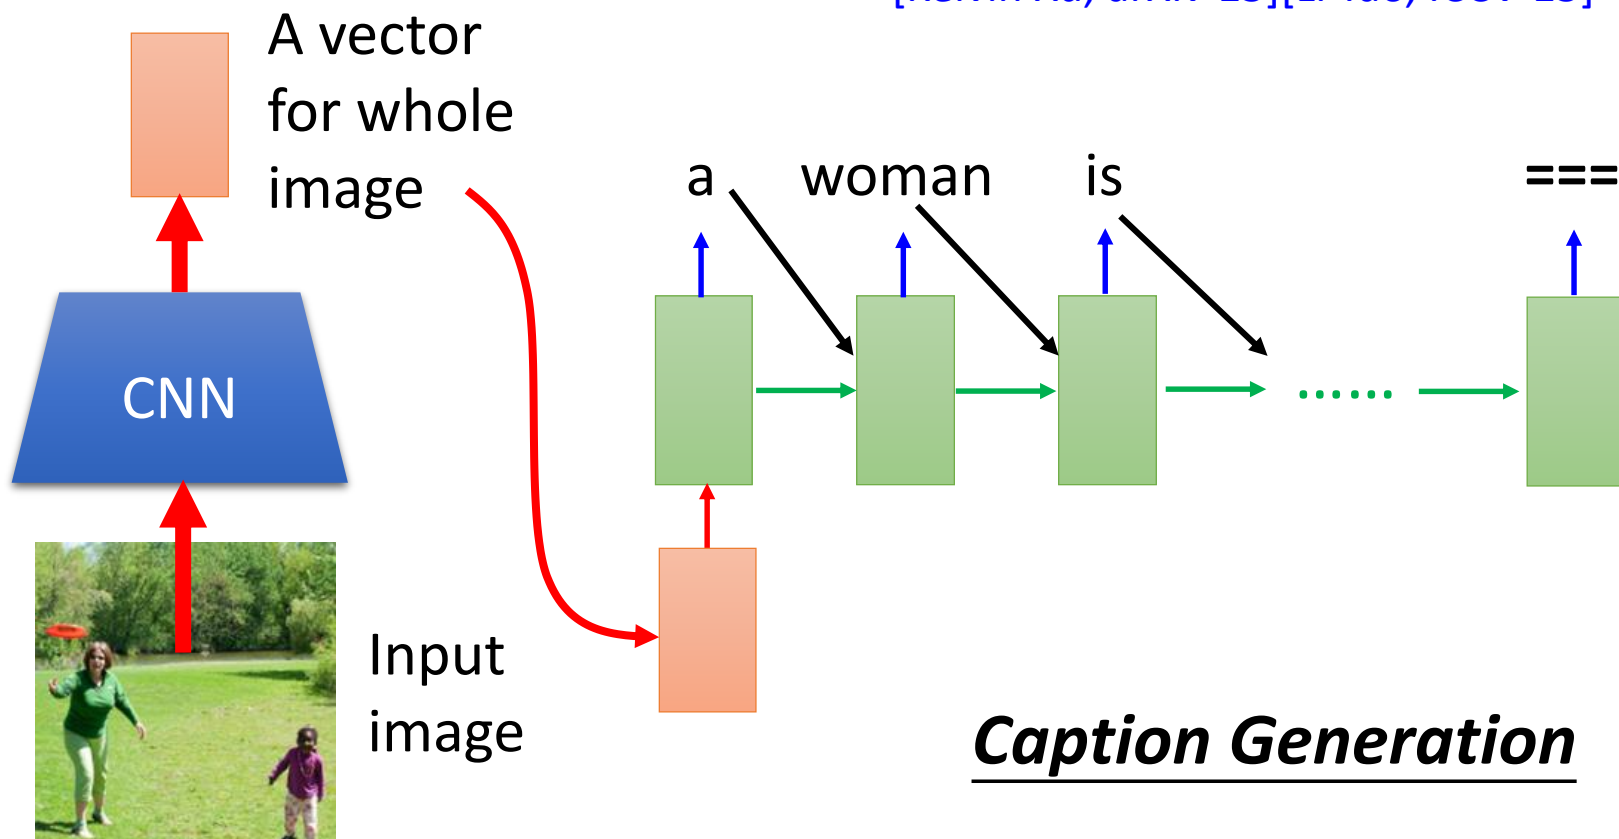 A vector
for whole
image
a woman is ===
CNN
......
Input
image
Caption Generation